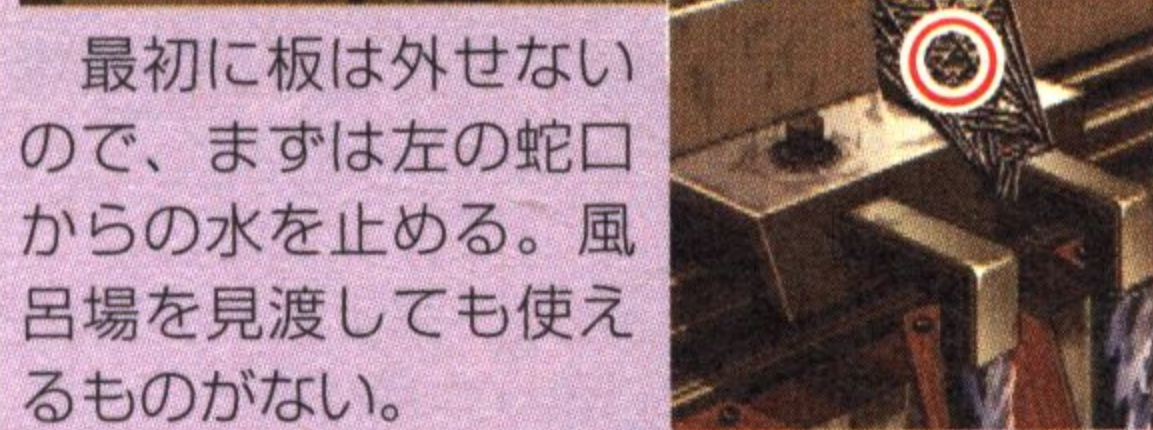 最初に板は外せない
ので、まずは左の蛇口
からの水を止める。風
呂場を見渡しても使え
るものがない。